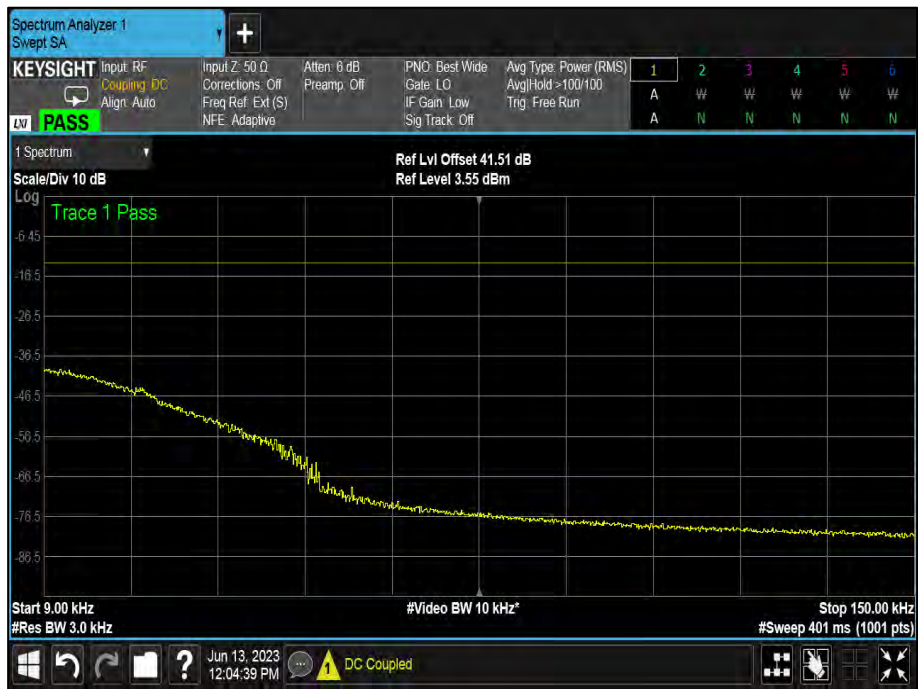 Spectrum Analyzer 1
Swept SA
+
KEYSIGHT
Input: RF
Coupling: DC
Align: Auto
Input Z: 50 Ω
Corrections: Off
Freq Ref: Ext (S)
NFE: Adaptive
Atten: 6 dB
Preamp: Off
PNO: Best Wide
Gate: LO
IF Gain: Low
Sig Track: Off
Avg Type: Power (RMS)
Avg|Hold: >100/100
Trig: Free Run
1 2 3 4 5 6
A W W W W W
A N N N N N
LXI PASS
1 Spectrum
Scale/Div 10 dB
Ref Lvl Offset 41.51 dB
Ref Level 3.55 dBm
Log
Trace 1 Pass
-6.45
-16.5
-26.5
-36.5
-46.5
-56.5
-66.5
-76.5
-86.5
Start 9.00 kHz
#Video BW 10 kHz*
Stop 150.00 kHz
#Res BW 3.0 kHz
#Sweep 401 ms (1001 pts)
?
Jun 13, 2023
12:04:39 PM
1
DC Coupled